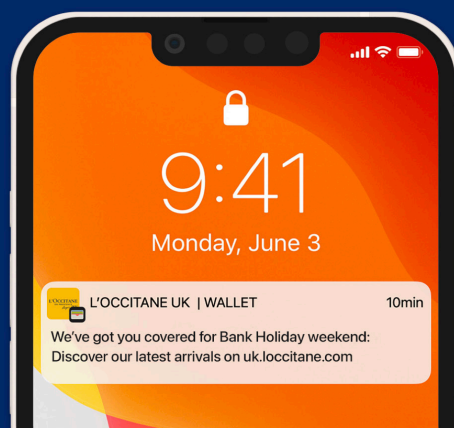 9:41
Monday, June 3
L'OCCITANE
L'OCCITANE UK | WALLET
10min
We've got you covered for Bank Holiday weekend:
Discover our latest arrivals on uk.loccitane.com